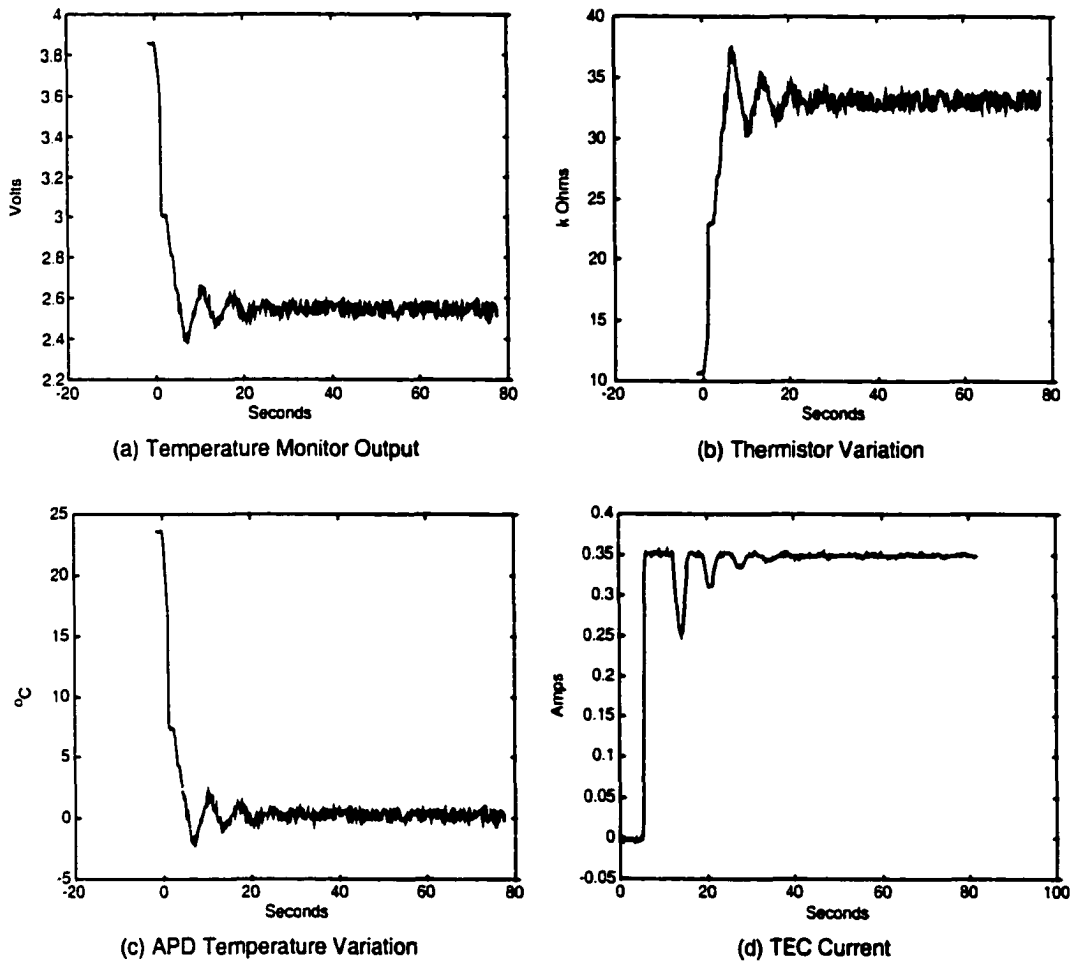 4
3.8
3.6
3.4
3.2
3
2.8
2.6
2.4
2.2
Volts
-20 0 20 40 60 80
Seconds
(a) Temperature Monitor Output
40
35
30
25
20
15
10
k Ohms
-20 0 20 40 60 80
Seconds
(b) Thermistor Variation
25
20
15
10
5
0
-5
°C
-20 0 20 40 60 80
Seconds
(c) APD Temperature Variation
0.4
0.35
0.3
0.25
0.2
0.15
0.1
0.05
0
-0.05
Amps
0 20 40 60 80 100
Seconds
(d) TEC Current